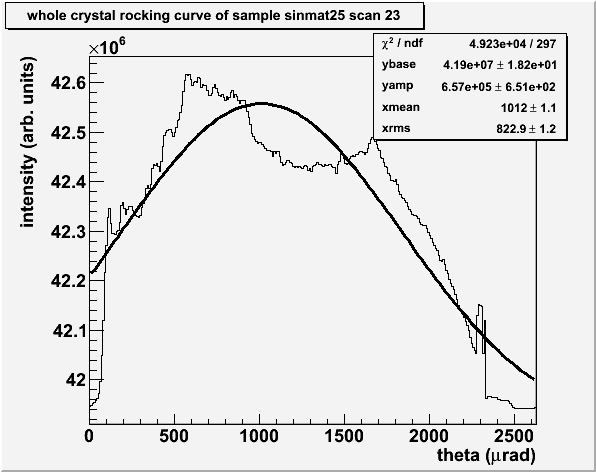 whole crystal rocking curve of sample sinmat25 scan 23
×10⁶
χ² / ndf 4.923e+04 / 297
ybase 4.19e+07 ± 1.82e+01
yamp 6.57e+05 ± 6.51e+02
xmean 1012 ± 1.1
xrms 822.9 ± 1.2
intensity (arb. units)
42.6
42.5
42.4
42.3
42.2
42.1
42
0 500 1000 1500 2000 2500
theta (μrad)